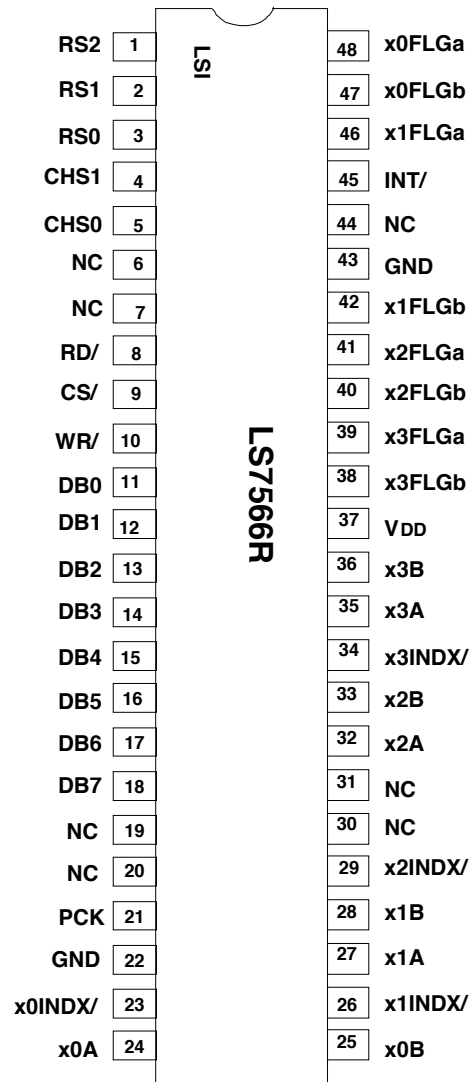 RS2 1 48 x0FLGa
LSI
RS1 2 47 x0FLGb
RS0 3 46 x1FLGa
CHS1 4 45 INT/
CHS0 5 44 NC
NC 6 43 GND
NC 7 42 x1FLGb
RD/ 8 41 x2FLGa
CS/ 9 40 x2FLGb
WR/ 10 39 x3FLGa
LS7566R
DB0 11 38 x3FLGb
DB1 12 37 VDD
DB2 13 36 x3B
DB3 14 35 x3A
DB4 15 34 x3INDX/
DB5 16 33 x2B
DB6 17 32 x2A
DB7 18 31 NC
NC 19 30 NC
NC 20 29 x2INDX/
PCK 21 28 x1B
GND 22 27 x1A
x0INDX/ 23 26 x1INDX/
x0A 24 25 x0B